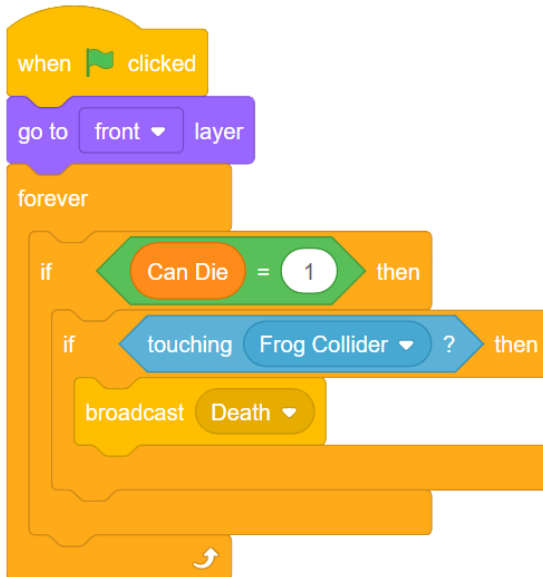 when clicked
go to front layer
forever
if Can Die = 1 then
if touching Frog Collider ? then
broadcast Death